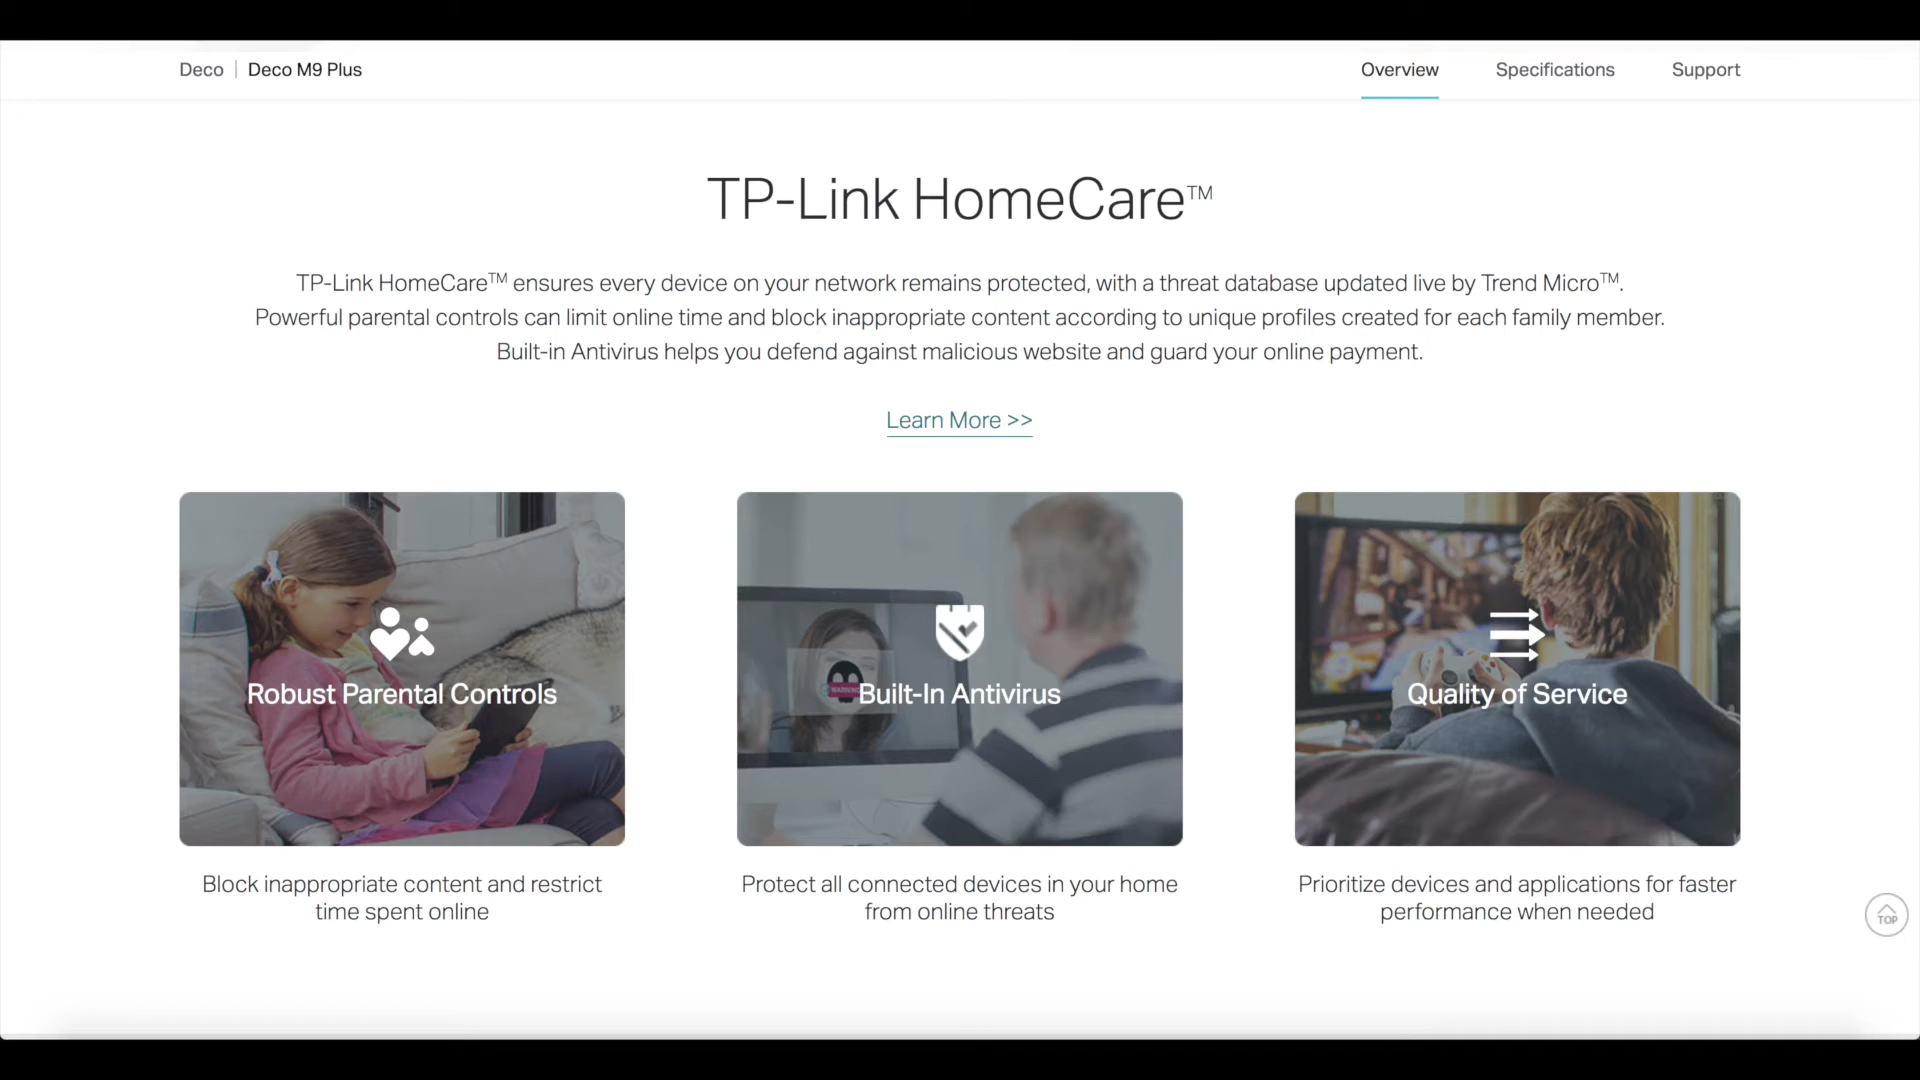 Deco | Deco M9 Plus
Overview
Specifications
Support
TP-Link HomeCare™
TP-Link HomeCare™ ensures every device on your network remains protected, with a threat database updated live by Trend Micro™.
Powerful parental controls can limit online time and block inappropriate content according to unique profiles created for each family member.
Built-in Antivirus helps you defend against malicious website and guard your online payment.
Learn More >>
Robust Parental Controls
WARNING
Built-In Antivirus
Quality of Service
Block inappropriate content and restrict
time spent online
Protect all connected devices in your home
from online threats
Prioritize devices and applications for faster
performance when needed
TOP